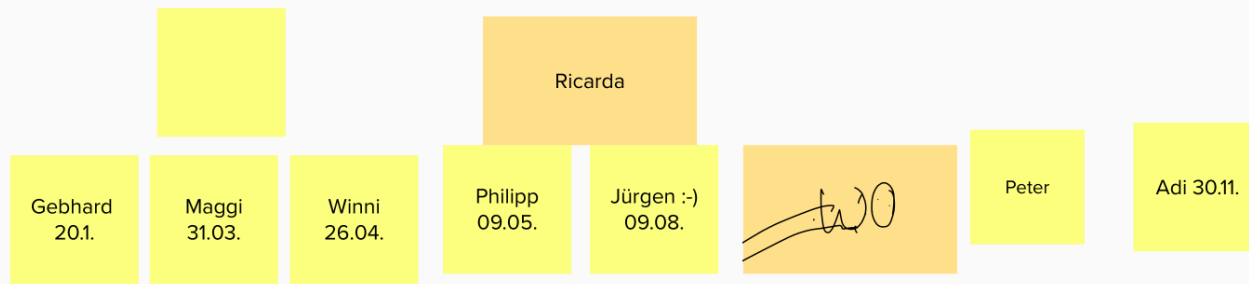 Ricarda
Gebhard
20.1.
Maggi
31.03.
Winni
26.04.
Philipp
09.05.
Jürgen :-)
09.08.
Peter
Adi 30.11.